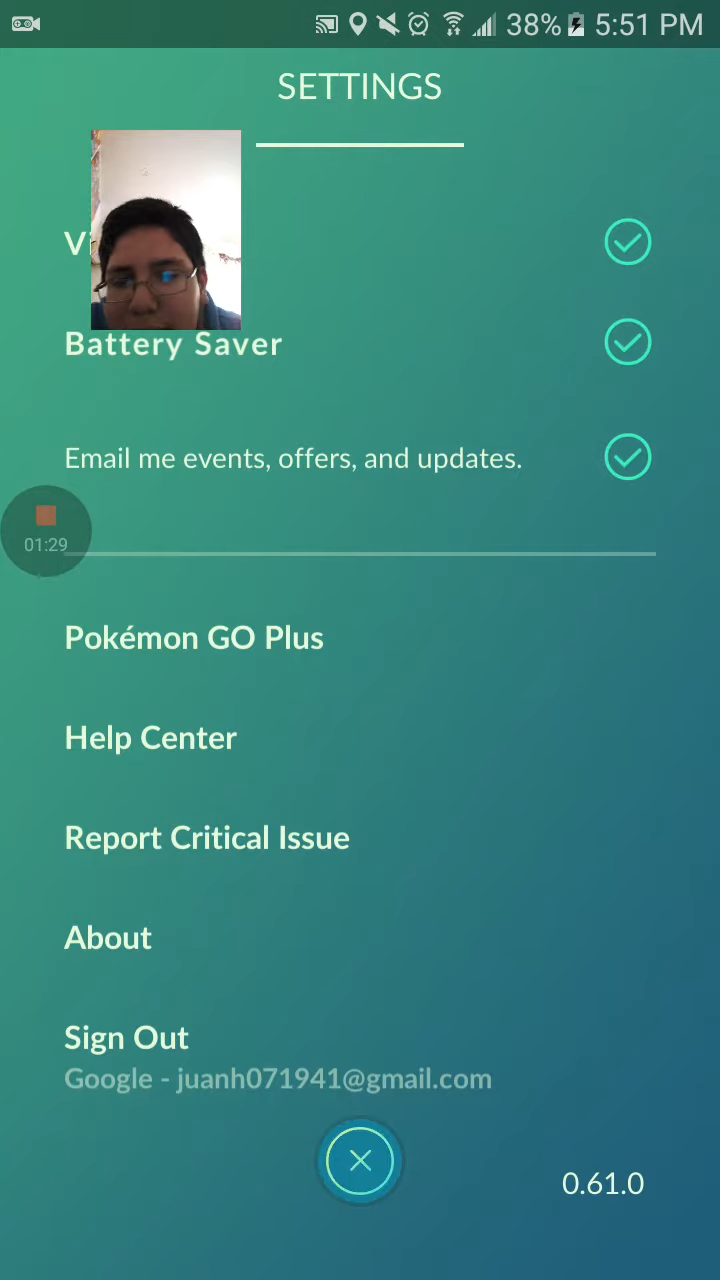 38% 5:51 PM
SETTINGS
Battery Saver
Email me events, offers, and updates.
01:29
Pokémon GO Plus
Help Center
Report Critical Issue
About
Sign Out
Google - juanh071941@gmail.com
0.61.0